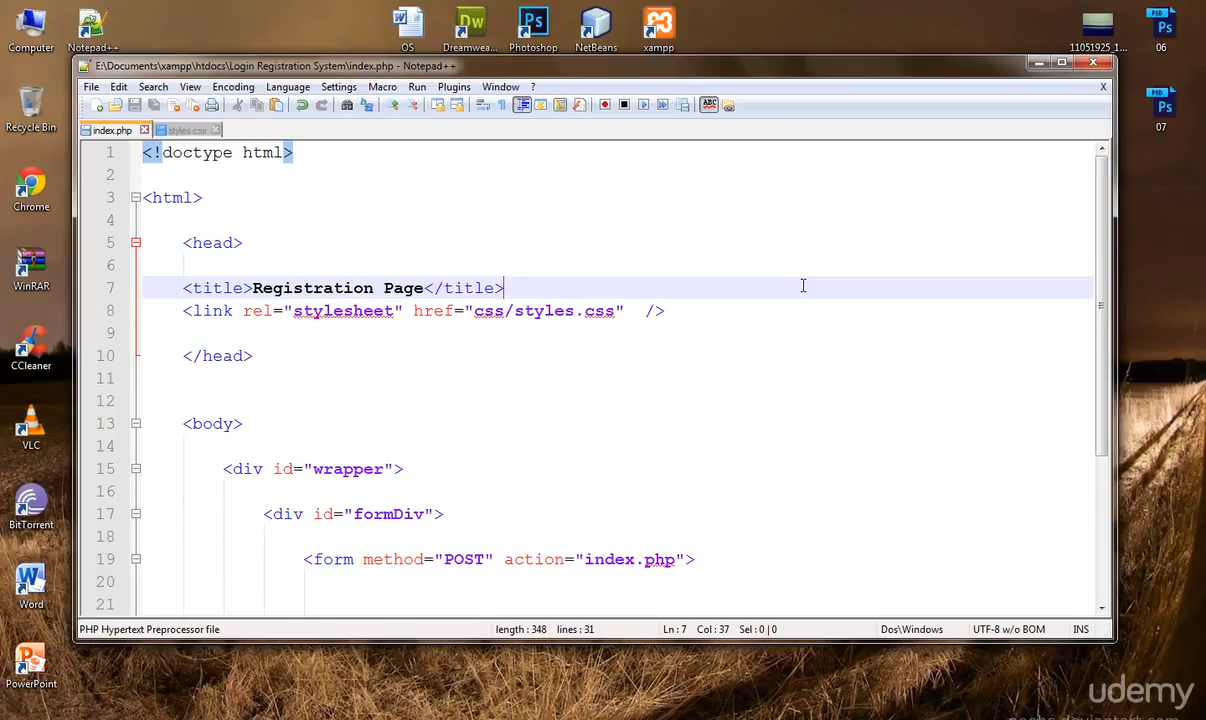 Computer
Notepad++
OS
Dreamwea...
Photoshop
NetBeans
xampp
11051925_1...
06
E:\Documents\xampp\htdocs\Login Registration System\index.php - Notepad++
File Edit Search View Encoding Language Settings Macro Run Plugins Window ? X
Recycle Bin
07
index.php
styles.css
1 <!doctype html>
2
3 <html>
4
5 <head>
6
7 <title>Registration Page</title>
8 <link rel="stylesheet" href="css/styles.css" />
9
10 </head>
11
12
13 <body>
14
15 <div id="wrapper">
16
17 <div id="formDiv">
18
19 <form method="POST" action="index.php">
20
21
Chrome
WinRAR
CCleaner
VLC
BitTorrent
Word
PowerPoint
PHP Hypertext Preprocessor file length : 348 lines : 31 Ln : 7 Col : 37 Sel : 0 | 0 Dos\Windows UTF-8 w/o BOM INS
udemy